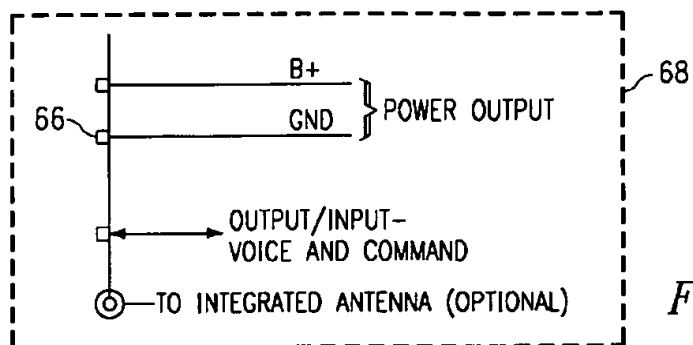 B+
68
66
POWER OUTPUT
GND
OUTPUT/INPUT-
VOICE AND COMMAND
TO INTEGRATED ANTENNA (OPTIONAL)
F